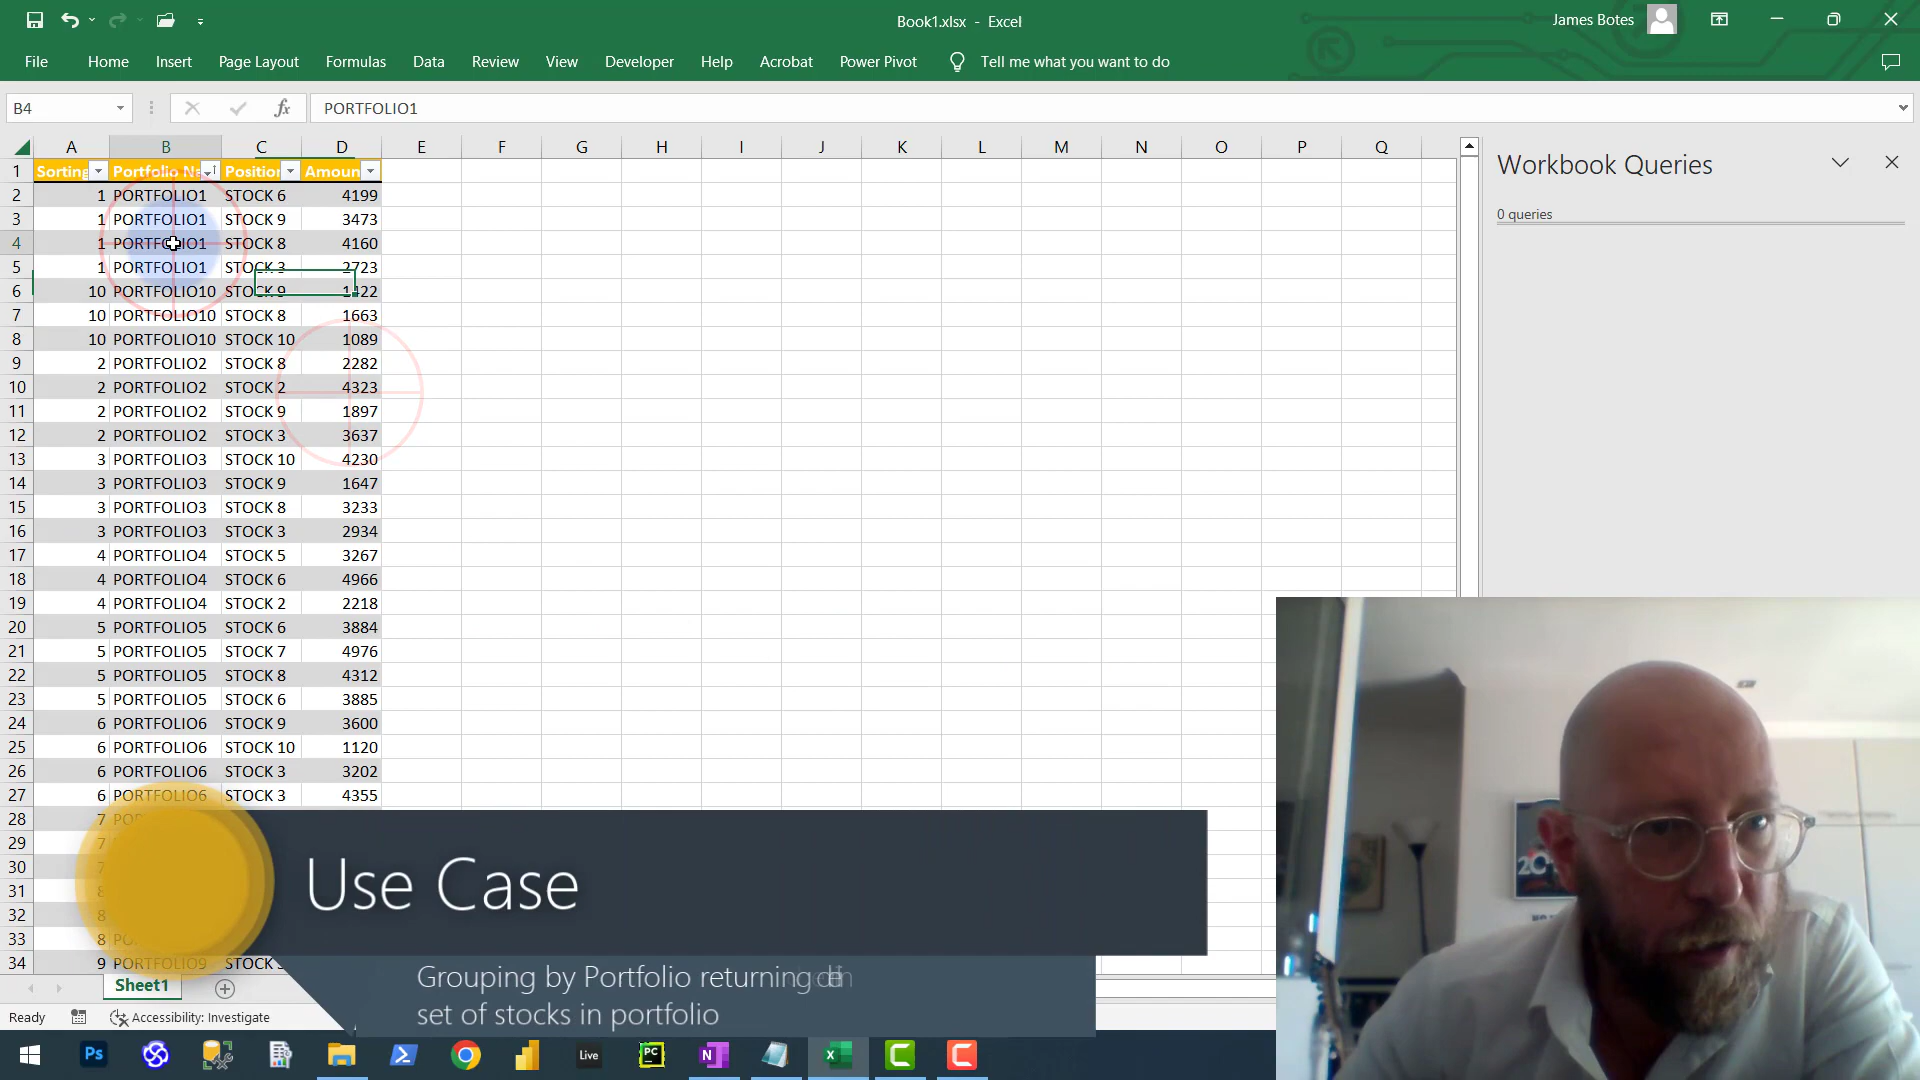 Book1.xlsx - Excel
James Botes
File Home Insert Page Layout Formulas Data Review View Developer Help Acrobat Power Pivot Tell me what you want to do
B4 fx PORTFOLIO1
A B C D E F G H I J K L M N O P Q
1 Sorting Portfolio N Position Amoun
2 1 PORTFOLIO1 STOCK 6 4199
3 1 PORTFOLIO1 STOCK 9 3473
4 1 PORTFOLIO1 STOCK 8 4160
5 1 PORTFOLIO1 STOCK 3 2723
6 10 PORTFOLIO10 STOCK 9 1422
7 10 PORTFOLIO10 STOCK 8 1663
8 10 PORTFOLIO10 STOCK 10 1089
9 2 PORTFOLIO2 STOCK 8 2282
10 2 PORTFOLIO2 STOCK 2 4323
11 2 PORTFOLIO2 STOCK 9 1897
12 2 PORTFOLIO2 STOCK 3 3637
13 3 PORTFOLIO3 STOCK 10 4230
14 3 PORTFOLIO3 STOCK 9 1647
15 3 PORTFOLIO3 STOCK 8 3233
16 3 PORTFOLIO3 STOCK 3 2934
17 4 PORTFOLIO4 STOCK 5 3267
18 4 PORTFOLIO4 STOCK 6 4966
19 4 PORTFOLIO4 STOCK 2 2218
20 5 PORTFOLIO5 STOCK 6 3884
21 5 PORTFOLIO5 STOCK 7 4976
22 5 PORTFOLIO5 STOCK 8 4312
23 5 PORTFOLIO5 STOCK 6 3885
24 6 PORTFOLIO6 STOCK 9 3600
25 6 PORTFOLIO6 STOCK 10 1120
26 6 PORTFOLIO6 STOCK 3 3202
27 6 PORTFOLIO6 STOCK 3 4355
28 7
29 7
30 7
31 8
32 8
33 8
34 9 PORTFOLIO9
Workbook Queries
0 queries
Use Case
Grouping by Portfolio returning
set of stocks in portfolio
Sheet1
Ready Accessibility: Investigate
Ps Live PC N